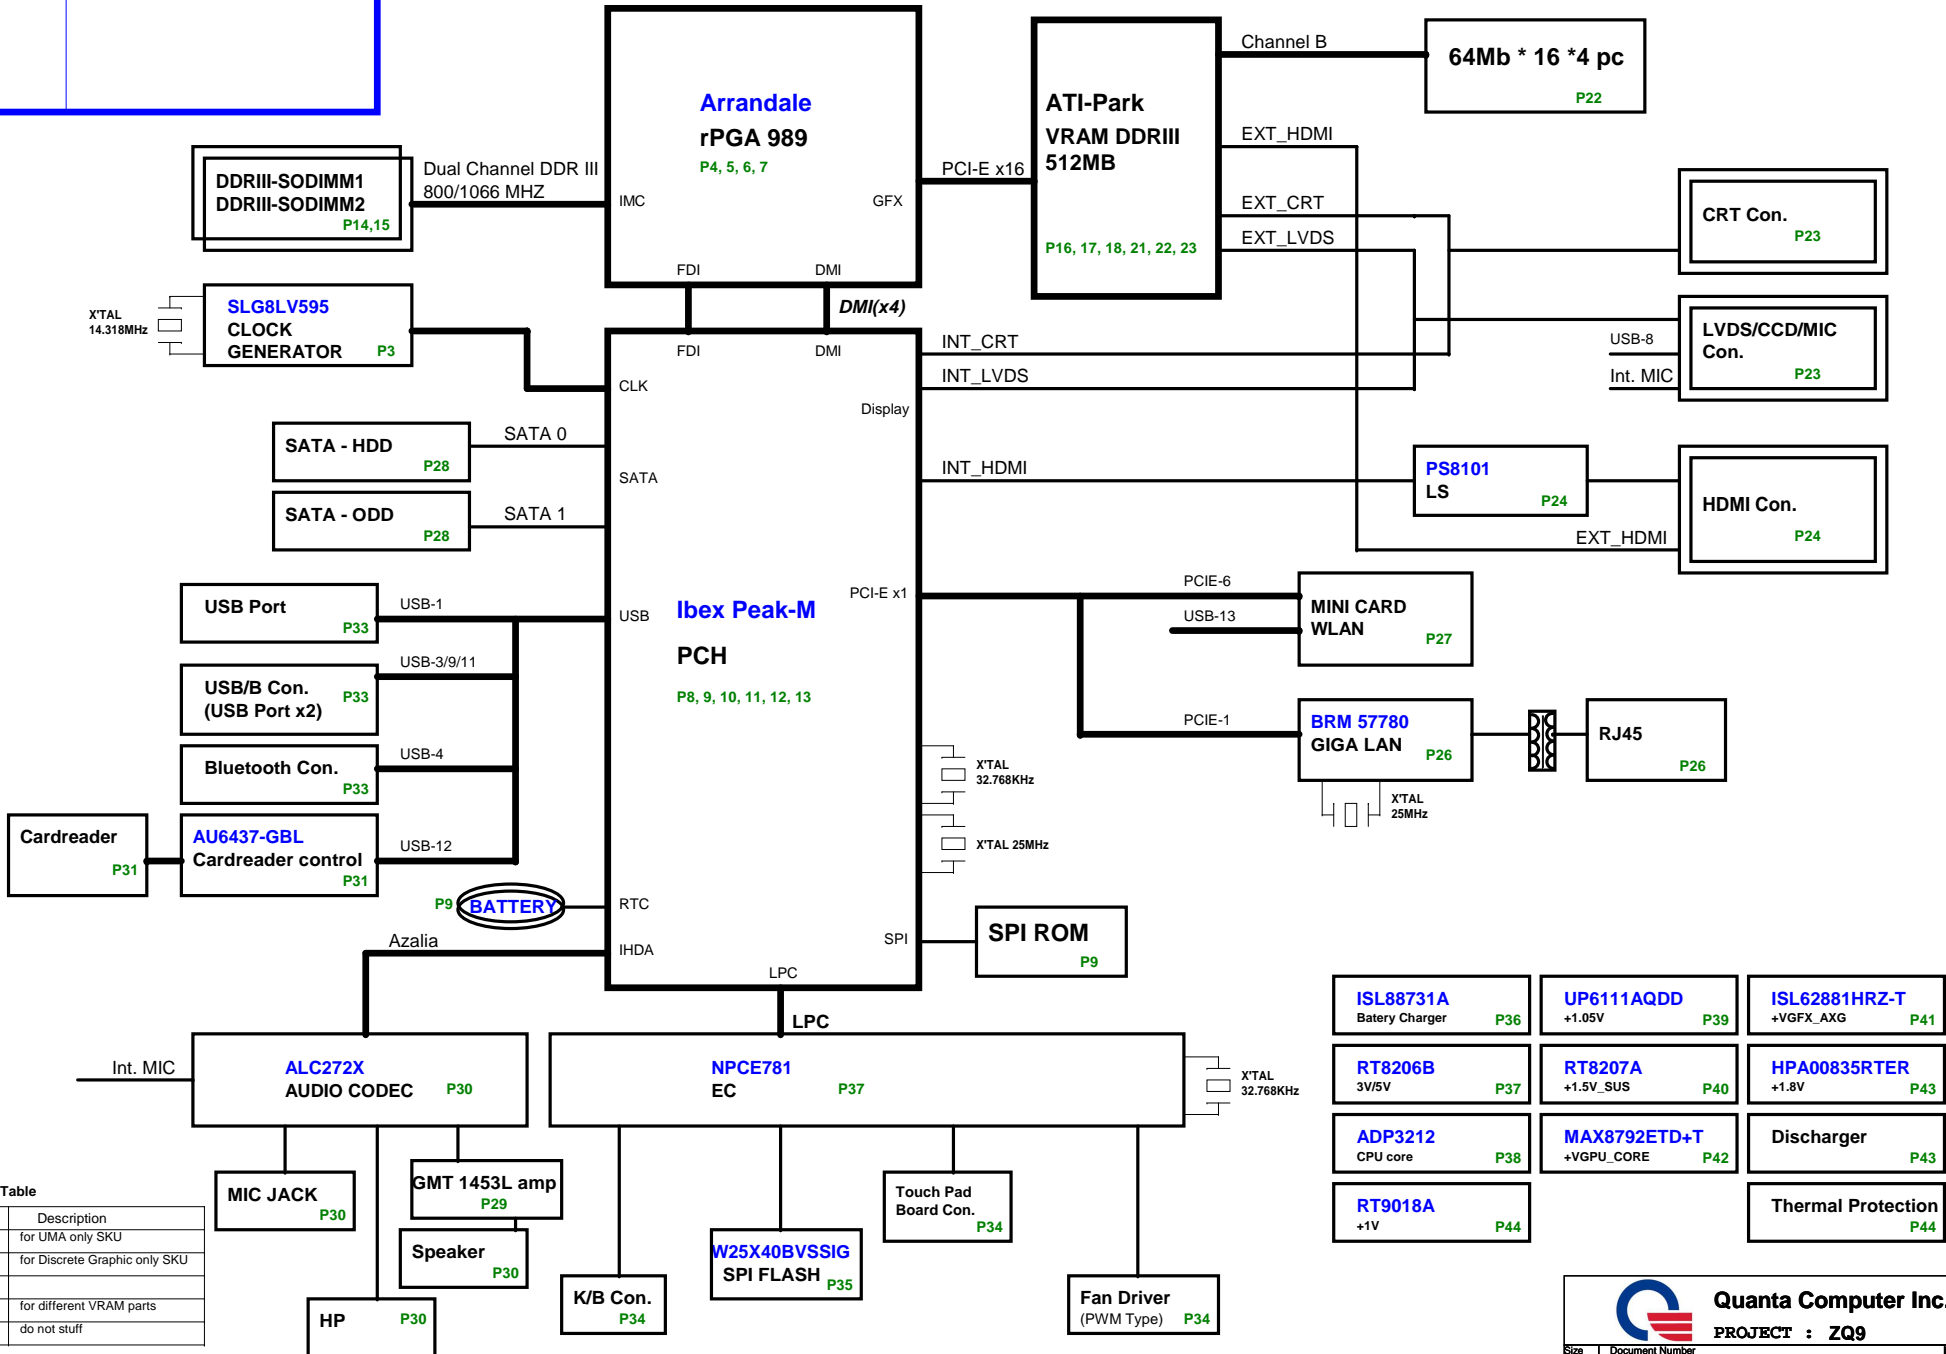 Arrandale
rPGA 989
P4, 5, 6, 7
IMC
GFX
FDI
DMI
DMI(x4)
PCI-E x16
ATI-Park
VRAM DDRIII
512MB
P16, 17, 18, 21, 22, 23
Channel B
64Mb * 16 *4 pc
P22
EXT_HDMI
EXT_CRT
EXT_LVDS
CRT Con.
P23
LVDS/CCD/MIC
Con.
P23
USB-8
Int. MIC
DDRIII-SODIMM1
DDRIII-SODIMM2
P14,15
Dual Channel DDR III
800/1066 MHZ
X'TAL
14.318MHz
SLG8LV595
CLOCK
GENERATOR
P3
FDI
DMI
CLK
Display
INT_CRT
INT_LVDS
INT_HDMI
PS8101
LS
P24
HDMI Con.
P24
EXT_HDMI
SATA - HDD
P28
SATA 0
SATA
SATA - ODD
P28
SATA 1
USB Port
P33
USB-1
USB
USB/B Con.
(USB Port x2)
P33
USB-3/9/11
Bluetooth Con.
P33
USB-4
Cardreader
P31
AU6437-GBL
Cardreader control
P31
USB-12
Ibex Peak-M
PCH
P8, 9, 10, 11, 12, 13
PCI-E x1
PCIE-6
USB-13
MINI CARD
WLAN
P27
PCIE-1
BRM 57780
GIGA LAN
P26
RJ45
P26
X'TAL
25MHz
X'TAL
32.768KHz
X'TAL 25MHz
P9
BATTERY
RTC
Azalia
IHDA
SPI
SPI ROM
P9
LPC
LPC
Int. MIC
ALC272X
AUDIO CODEC
P30
NPCE781
EC
P37
X'TAL
32.768KHz
MIC JACK
P30
GMT 1453L amp
P29
Speaker
P30
HP
P30
K/B Con.
P34
W25X40BVSSIG
SPI FLASH
P35
Touch Pad
Board Con.
P34
Fan Driver
(PWM Type)
P34
ISL88731A
Batery Charger
P36
UP6111AQDD
+1.05V
P39
ISL62881HRZ-T
+VGFX_AXG
P41
RT8206B
3V/5V
P37
RT8207A
+1.5V_SUS
P40
HPA00835RTER
+1.8V
P43
ADP3212
CPU core
P38
MAX8792ETD+T
+VGPU_CORE
P42
Discharger
P43
RT9018A
+1V
P44
Thermal Protection
P44
Table
Description
for UMA only SKU
for Discrete Graphic only SKU
for different VRAM parts
do not stuff
Quanta Computer Inc.
PROJECT : ZQ9
Size
Document Number